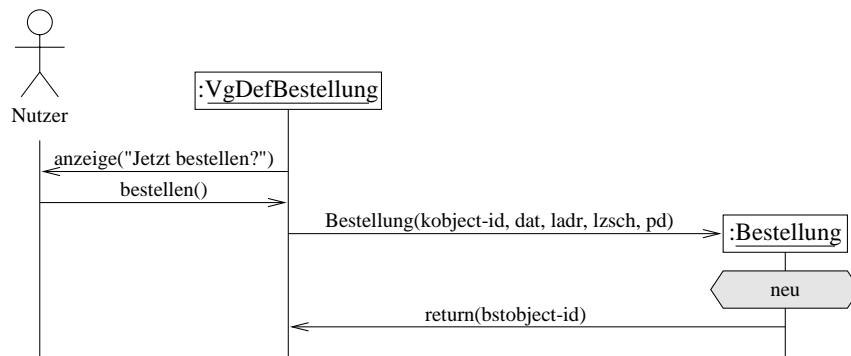 :VgDefBestellung
Nutzer
anzeige("Jetzt bestellen?")
bestellen()
Bestellung(kobject-id, dat, ladr, lzsch, pd)
:Bestellung
neu
return(bstobject-id)